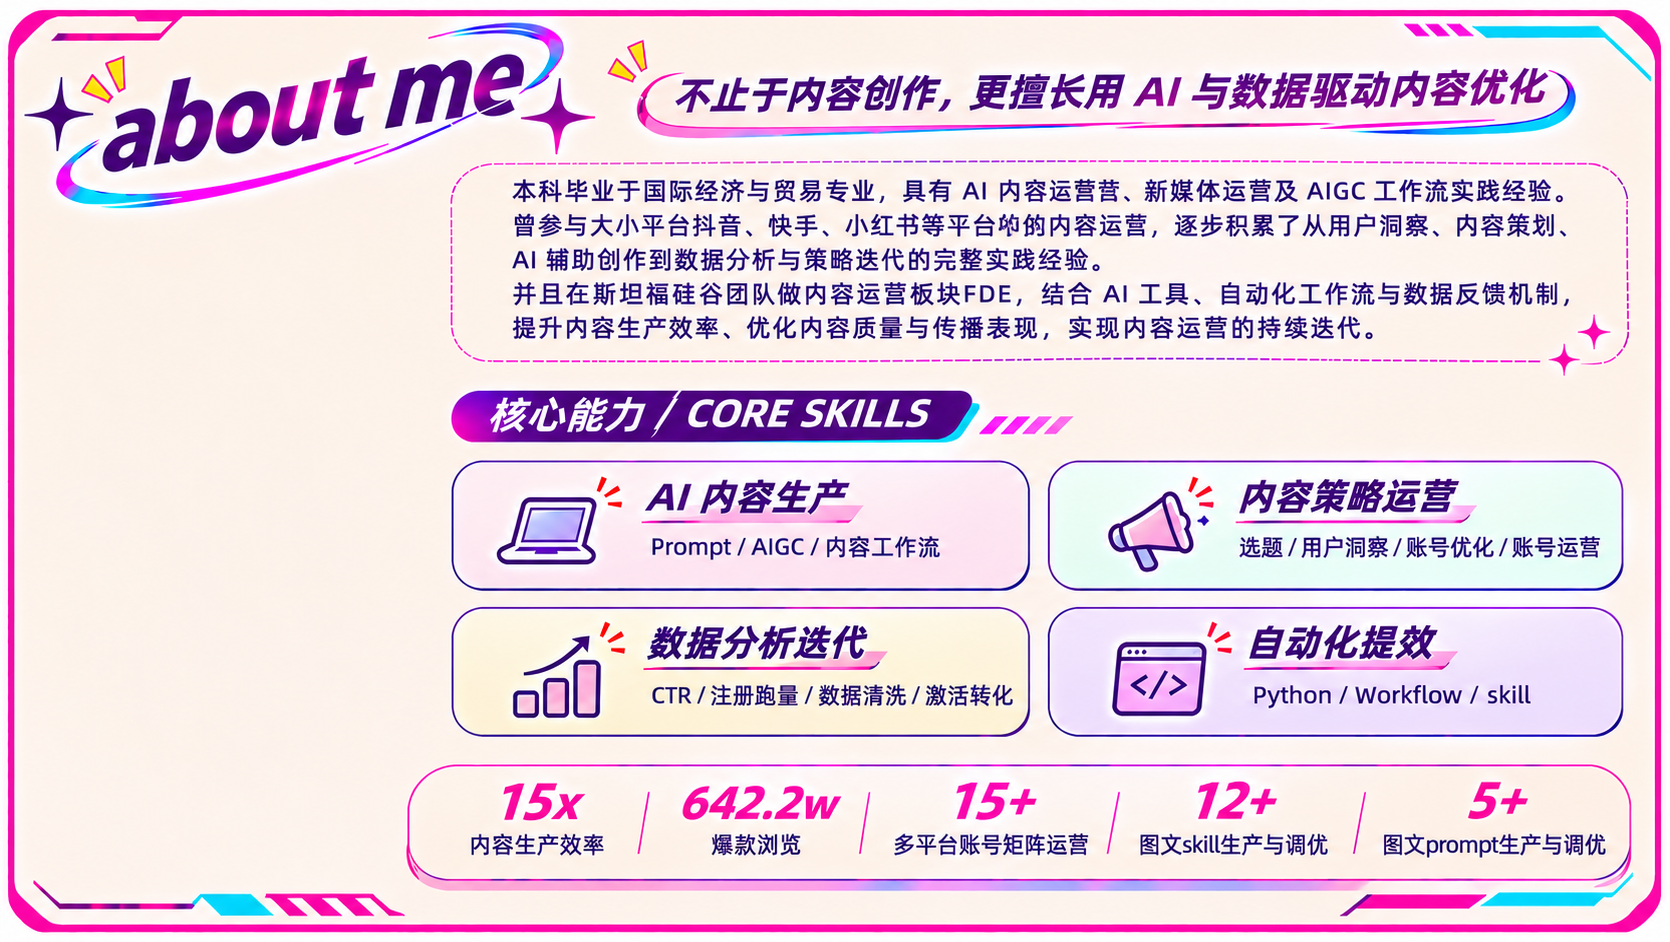 about me
不止于内容创作，更擅长用 AI 与数据驱动内容优化
本科毕业于国际经济与贸易专业，具有 AI 内容运营营、新媒体运营及 AIGC 工作流实践经验。
曾参与大小平台抖音、快手、小红书等平台的的内容运营，逐步积累了从用户洞察、内容策划、
AI 辅助创作到数据分析与策略迭代的完整实践经验。
并且在斯坦福硅谷团队做内容运营板块FDE，结合 AI 工具、自动化工作流与数据反馈机制，
提升内容生产效率、优化内容质量与传播表现，实现内容运营的持续迭代。
核心能力 / CORE SKILLS
AI 内容生产
Prompt / AIGC / 内容工作流
内容策略运营
选题 / 用户洞察 / 账号优化 / 账号运营
数据分析迭代
CTR / 注册跑量 / 数据清洗 / 激活转化
自动化提效
Python / Workflow / skill
15x
内容生产效率
642.2w
爆款浏览
15+
多平台账号矩阵运营
12+
图文skill生产与调优
5+
图文prompt生产与调优